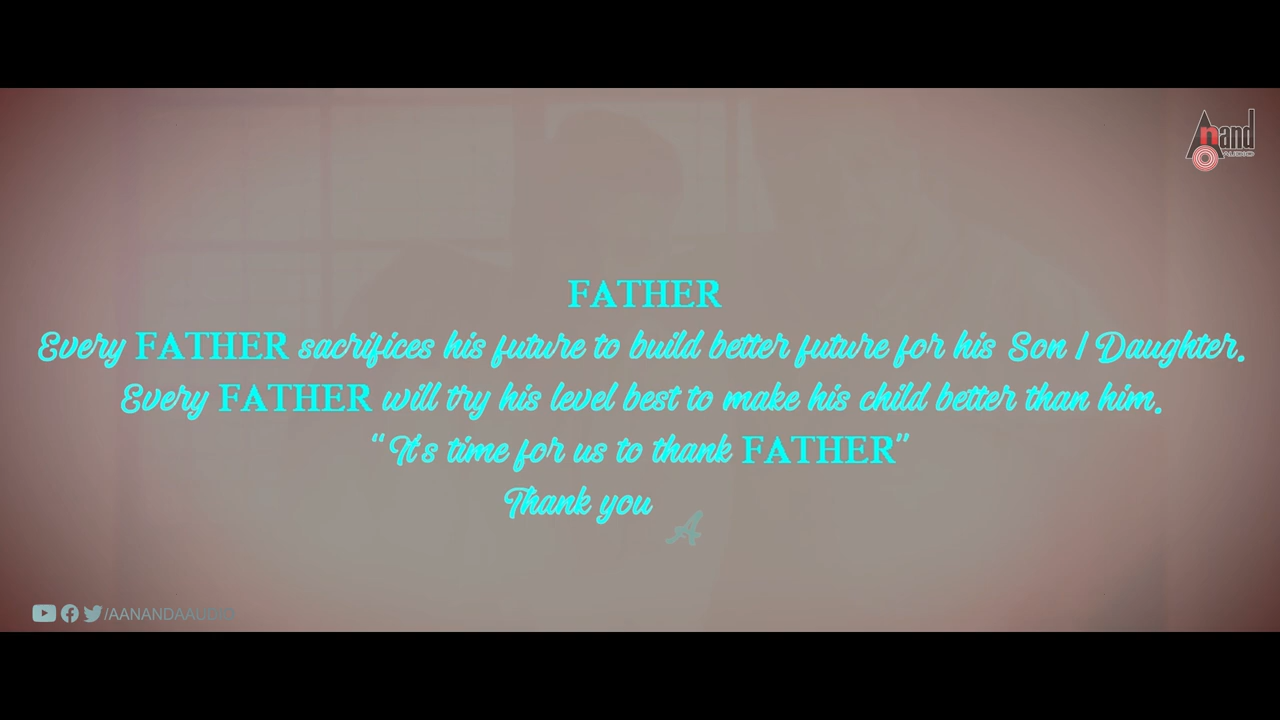 Anand
AUDIO
FATHER
Every FATHER sacrifices his future to build better future for his Son / Daughter.
Every FATHER will try his level best to make his child better than him.
“It's time for us to thank FATHER”
Thank you
A
/AANANDAAUDIO